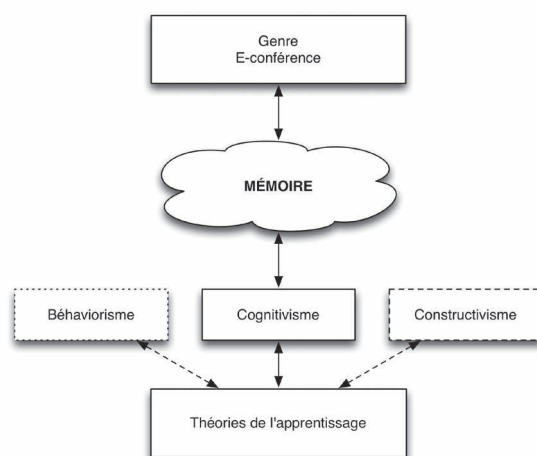 Genre
E-conférence
MÉMOIRE
Béhaviorisme
Cognitivisme
Constructivisme
Théories de l'apprentissage